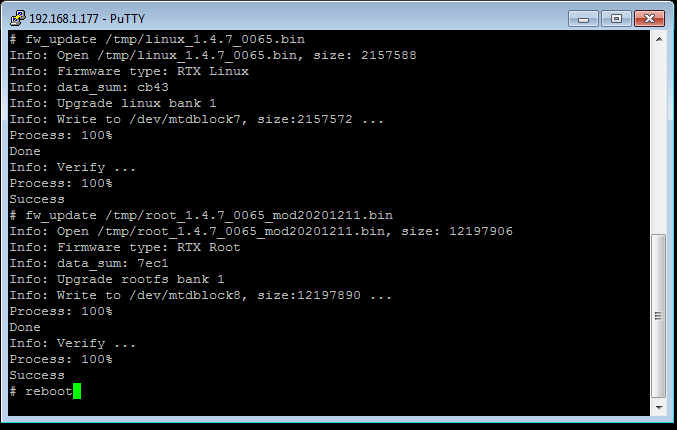 192.168.1.177 - PuTTY
# fw_update /tmp/linux_1.4.7_0065.bin
Info: Open /tmp/linux_1.4.7_0065.bin, size: 2157588
Info: Firmware type: RTX Linux
Info: data_sum: cb43
Info: Upgrade linux bank 1
Info: Write to /dev/mtdblock7, size:2157572 ...
Process: 100%
Done
Info: Verify ...
Process: 100%
Success
# fw_update /tmp/root_1.4.7_0065_mod20201211.bin
Info: Open /tmp/root_1.4.7_0065_mod20201211.bin, size: 12197906
Info: Firmware type: RTX Root
Info: data_sum: 7ec1
Info: Upgrade rootfs bank 1
Info: Write to /dev/mtdblock8, size:12197890 ...
Process: 100%
Done
Info: Verify ...
Process: 100%
Success
# reboot